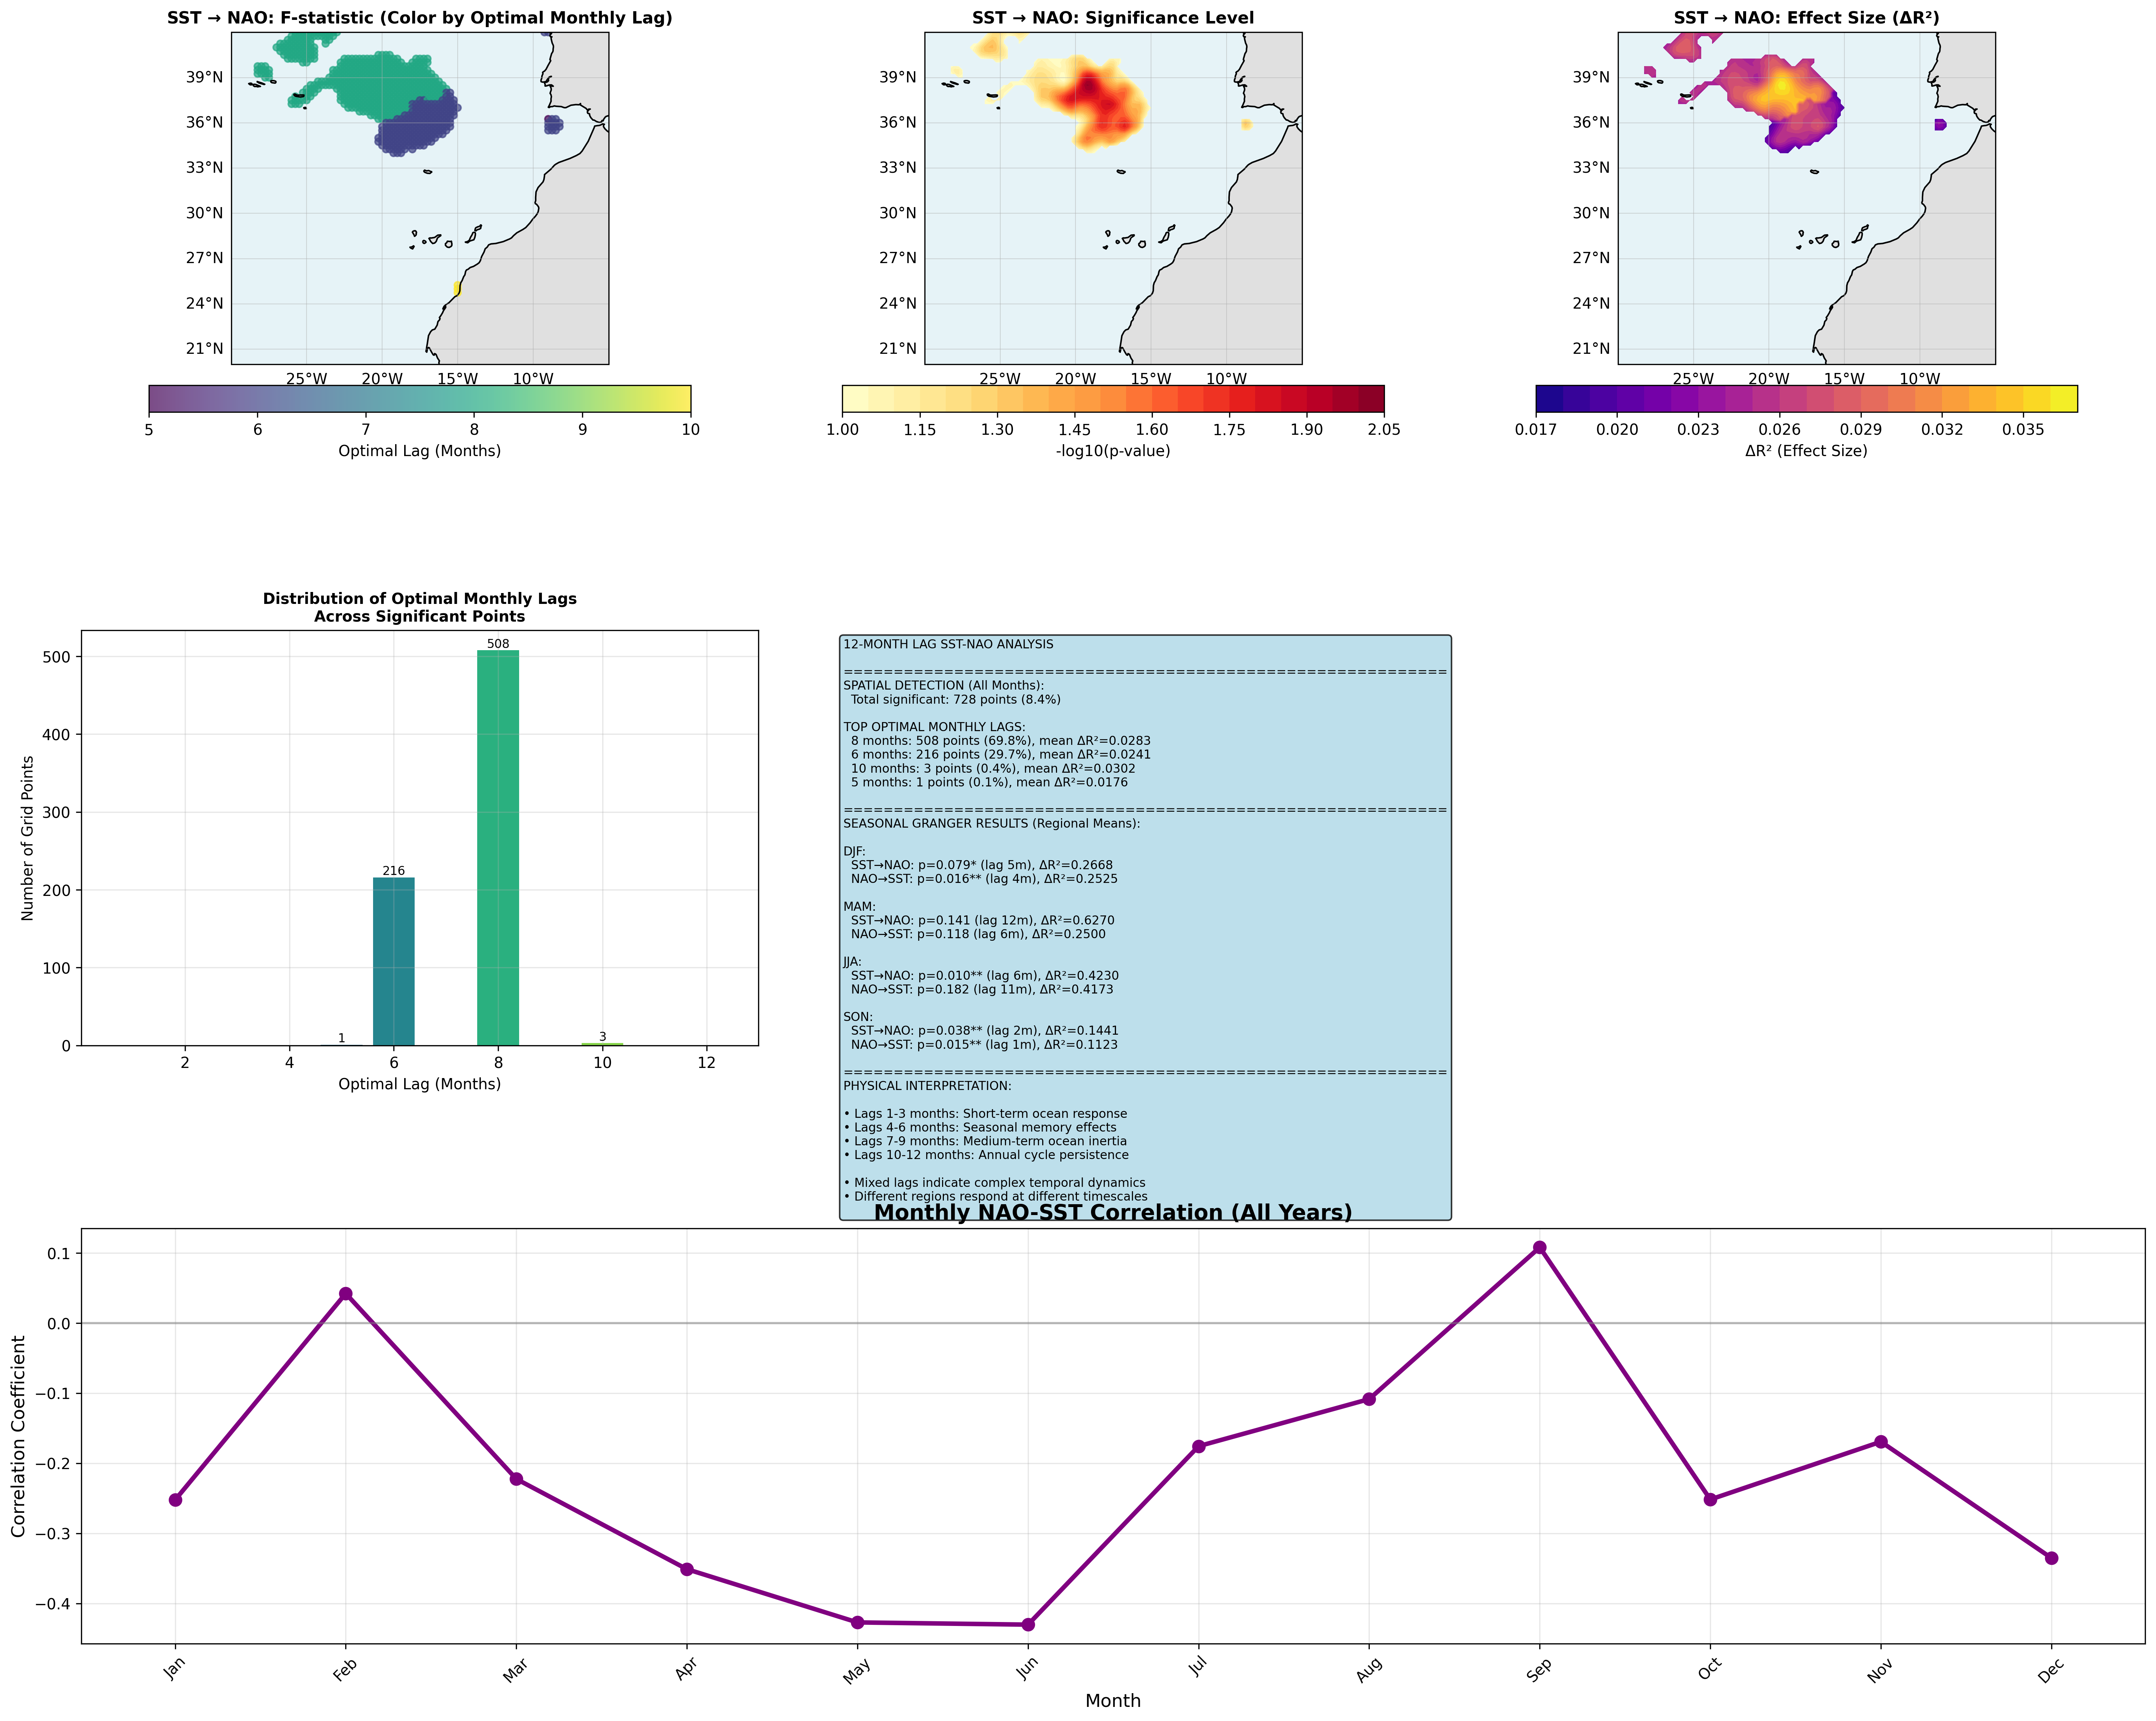 SST → NAO: F-statistic (Color by Optimal Monthly Lag)
39°N
36°N
33°N
30°N
27°N
24°N
21°N
25°W 20°W 15°W 10°W
5 6 7 8 9 10
Optimal Lag (Months)
SST → NAO: Significance Level
39°N
36°N
33°N
30°N
27°N
24°N
21°N
25°W 20°W 15°W 10°W
1.00 1.15 1.30 1.45 1.60 1.75 1.90 2.05
-log10(p-value)
SST → NAO: Effect Size (ΔR²)
39°N
36°N
33°N
30°N
27°N
24°N
21°N
25°W 20°W 15°W 10°W
0.017 0.020 0.023 0.026 0.029 0.032 0.035
ΔR² (Effect Size)
Distribution of Optimal Monthly Lags
Across Significant Points
Number of Grid Points
500
400
300
200
100
0
1
216
508
3
2 4 6 8 10 12
Optimal Lag (Months)
12-MONTH LAG SST-NAO ANALYSIS
============================================================
SPATIAL DETECTION (All Months):
Total significant: 728 points (8.4%)
TOP OPTIMAL MONTHLY LAGS:
8 months: 508 points (69.8%), mean ΔR²=0.0283
6 months: 216 points (29.7%), mean ΔR²=0.0241
10 months: 3 points (0.4%), mean ΔR²=0.0302
5 months: 1 points (0.1%), mean ΔR²=0.0176
============================================================
SEASONAL GRANGER RESULTS (Regional Means):
DJF:
SST→NAO: p=0.079* (lag 5m), ΔR²=0.2668
NAO→SST: p=0.016** (lag 4m), ΔR²=0.2525
MAM:
SST→NAO: p=0.141 (lag 12m), ΔR²=0.6270
NAO→SST: p=0.118 (lag 6m), ΔR²=0.2500
JJA:
SST→NAO: p=0.010** (lag 6m), ΔR²=0.4230
NAO→SST: p=0.182 (lag 11m), ΔR²=0.4173
SON:
SST→NAO: p=0.038** (lag 2m), ΔR²=0.1441
NAO→SST: p=0.015** (lag 1m), ΔR²=0.1123
============================================================
PHYSICAL INTERPRETATION:
• Lags 1-3 months: Short-term ocean response
• Lags 4-6 months: Seasonal memory effects
• Lags 7-9 months: Medium-term ocean inertia
• Lags 10-12 months: Annual cycle persistence
• Mixed lags indicate complex temporal dynamics
• Different regions respond at different timescales
Monthly NAO-SST Correlation (All Years)
Correlation Coefficient
0.1
0.0
−0.1
−0.2
−0.3
−0.4
Jan Feb Mar Apr May Jun Jul Aug Sep Oct Nov Dec
Month